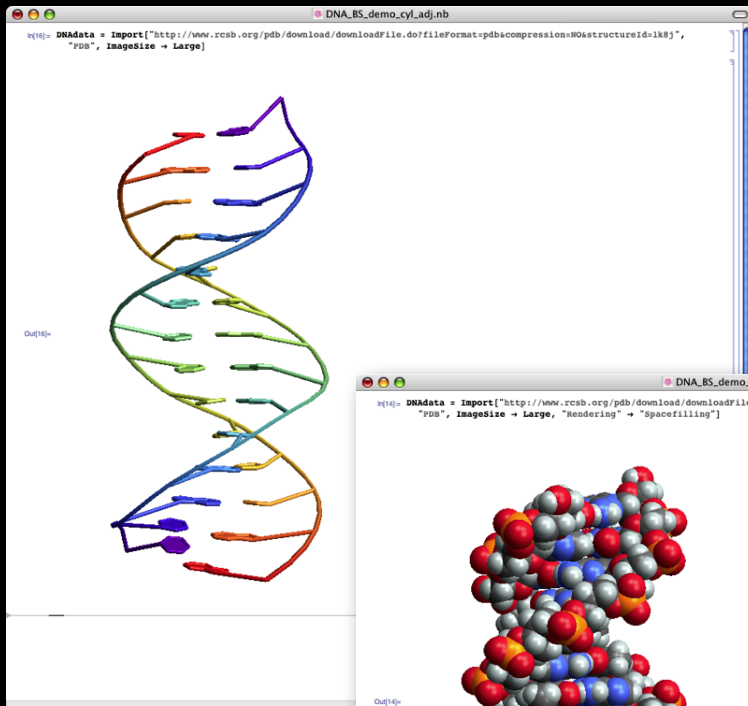 DNA_BS_demo_cyl_adj.nb
In[16]:= DNAdata = Import["http://www.rcsb.org/pdb/download/downloadFile.do?fileFormat=pdb&compression=NO&structureId=1k8j",
"PDB", ImageSize → Large]
Out[16]=
DNA_BS_demo_
In[14]:= DNAdata = Import["http://www.rcsb.org/pdb/download/downloadFile
"PDB", ImageSize → Large, "Rendering" → "Spacefilling"]
Out[14]=